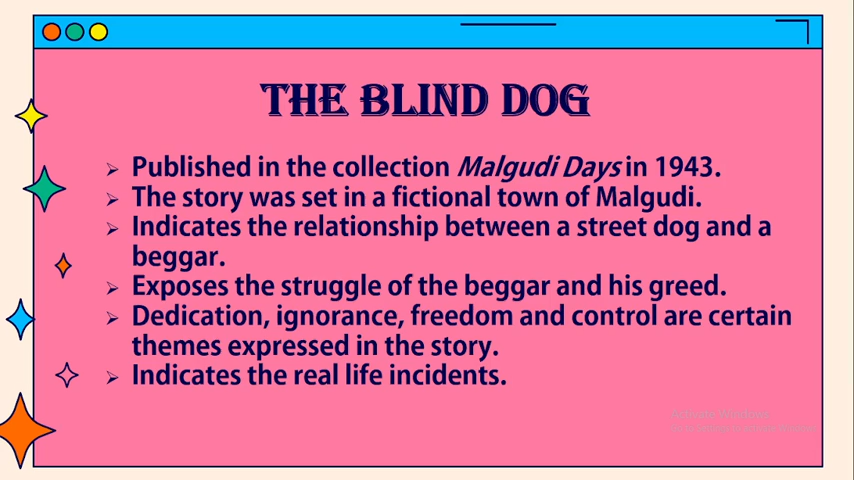 THE BLIND DOG
➢ Published in the collection Malgudi Days in 1943.
➢ The story was set in a fictional town of Malgudi.
➢ Indicates the relationship between a street dog and a
beggar.
➢ Exposes the struggle of the beggar and his greed.
➢ Dedication, ignorance, freedom and control are certain
themes expressed in the story.
➢ Indicates the real life incidents.
Activate Windows